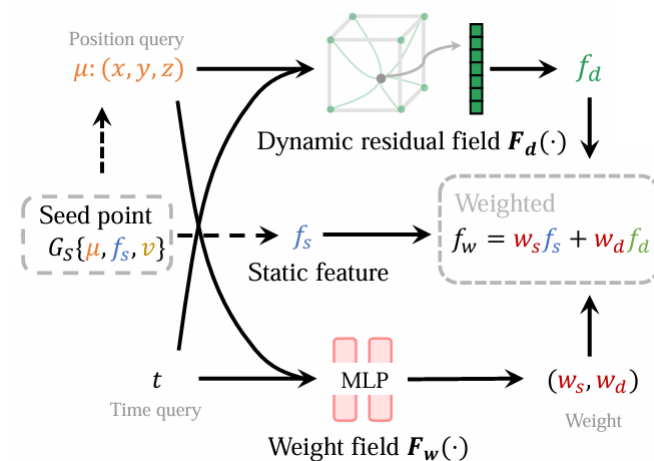 Position query
μ: (x, y, z)
f_d
Dynamic residual field F_d(·)
Seed point
G_S{μ, f_s, v}
f_s
Static feature
Weighted
f_w = w_s f_s + w_d f_d
t
Time query
MLP
Weight field F_w(·)
(w_s, w_d)
Weight